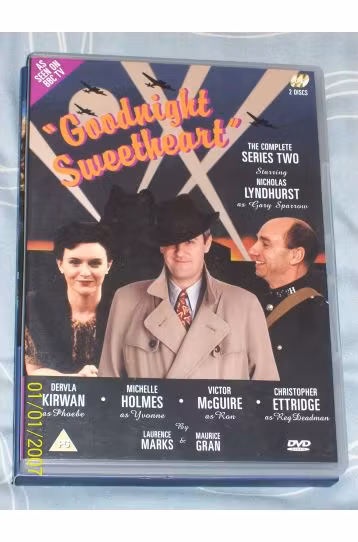 AS
SEEN ON
BBC TV
2 DISCS
"Goodnight
Sweetheart"
THE COMPLETE
SERIES TWO
Starring
NICHOLAS
LYNDHURST
as Gary Sparrow
DERVLA
KIRWAN
as Phoebe
•
MICHELLE
HOLMES
as Yvonne
•
VICTOR
McGUIRE
as Ron
•
CHRISTOPHER
ETTRIDGE
as Reg Deadman
By
LAURENCE
MARKS
&
MAURICE
GRAN
PG
DVD
01/01/2007